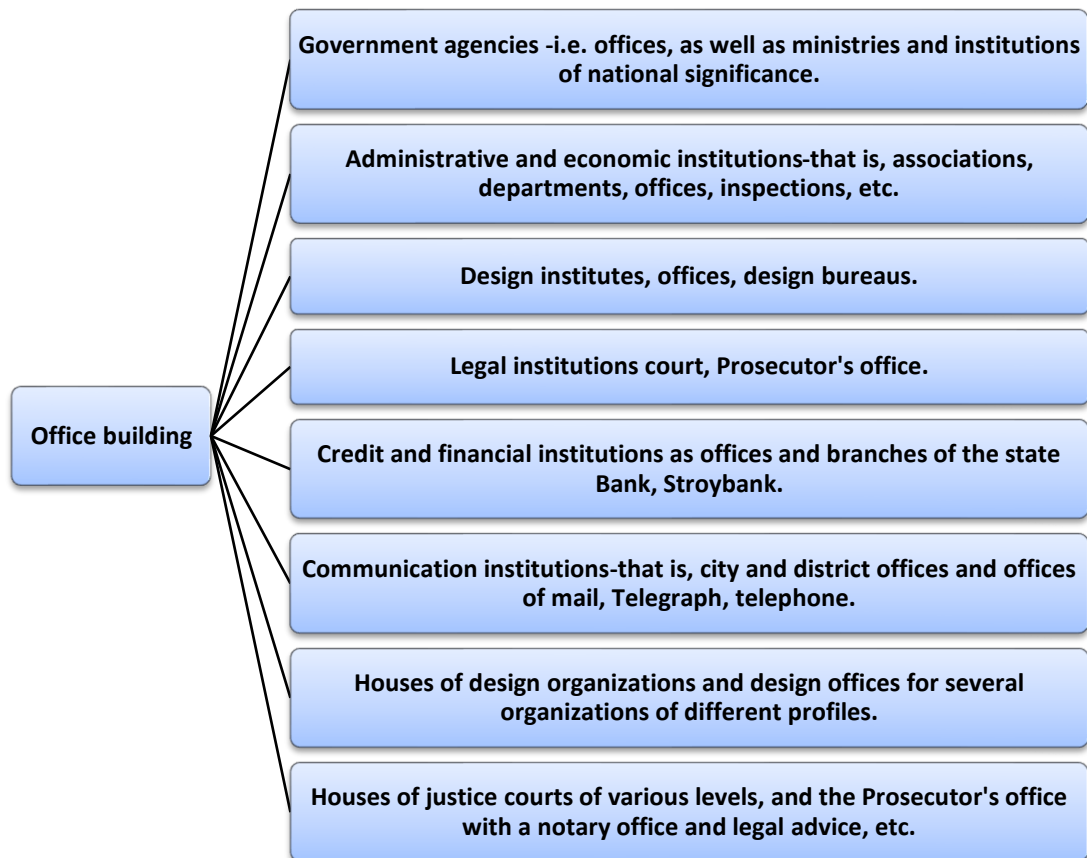 Government agencies -i.e. offices, as well as ministries and institutions
of national significance.
Administrative and economic institutions-that is, associations,
departments, offices, inspections, etc.
Design institutes, offices, design bureaus.
Legal institutions court, Prosecutor's office.
Office building
Credit and financial institutions as offices and branches of the state
Bank, Stroybank.
Communication institutions-that is, city and district offices and offices
of mail, Telegraph, telephone.
Houses of design organizations and design offices for several
organizations of different profiles.
Houses of justice courts of various levels, and the Prosecutor's office
with a notary office and legal advice, etc.